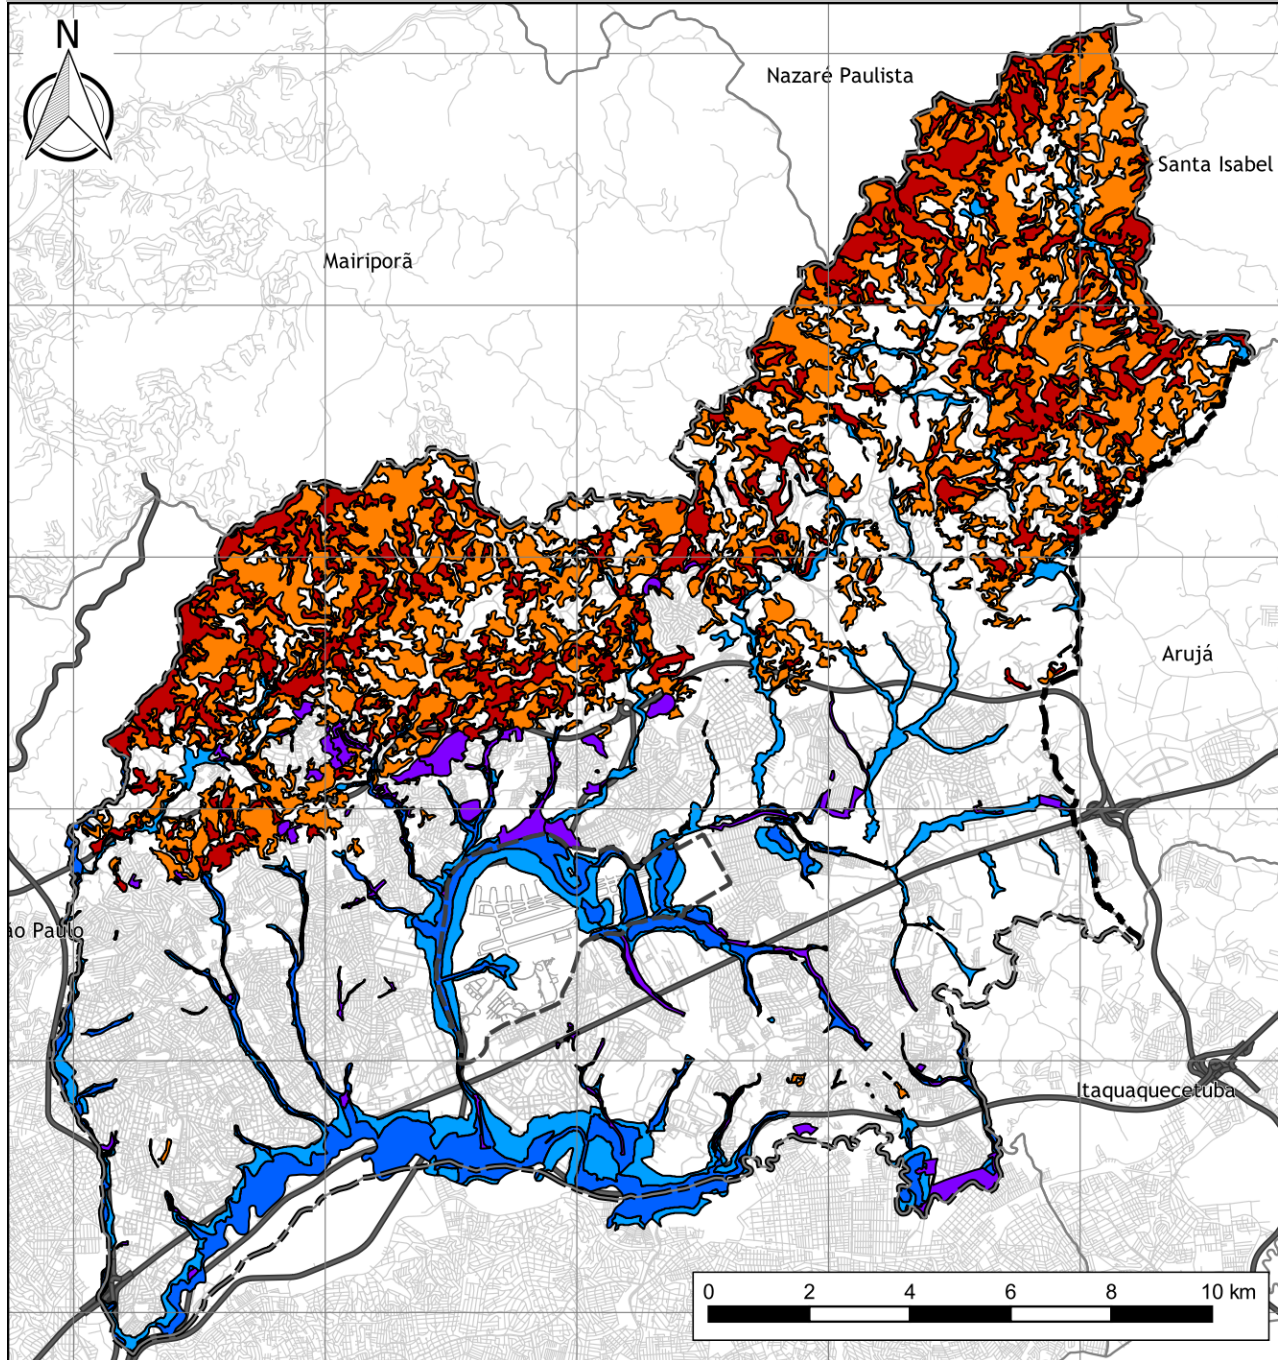 N
Nazaré Paulista
Santa Isabel
Mairiporã
Arujá
ão Paulo
Itaquaquecetuba
0 2 4 6 8 10 km